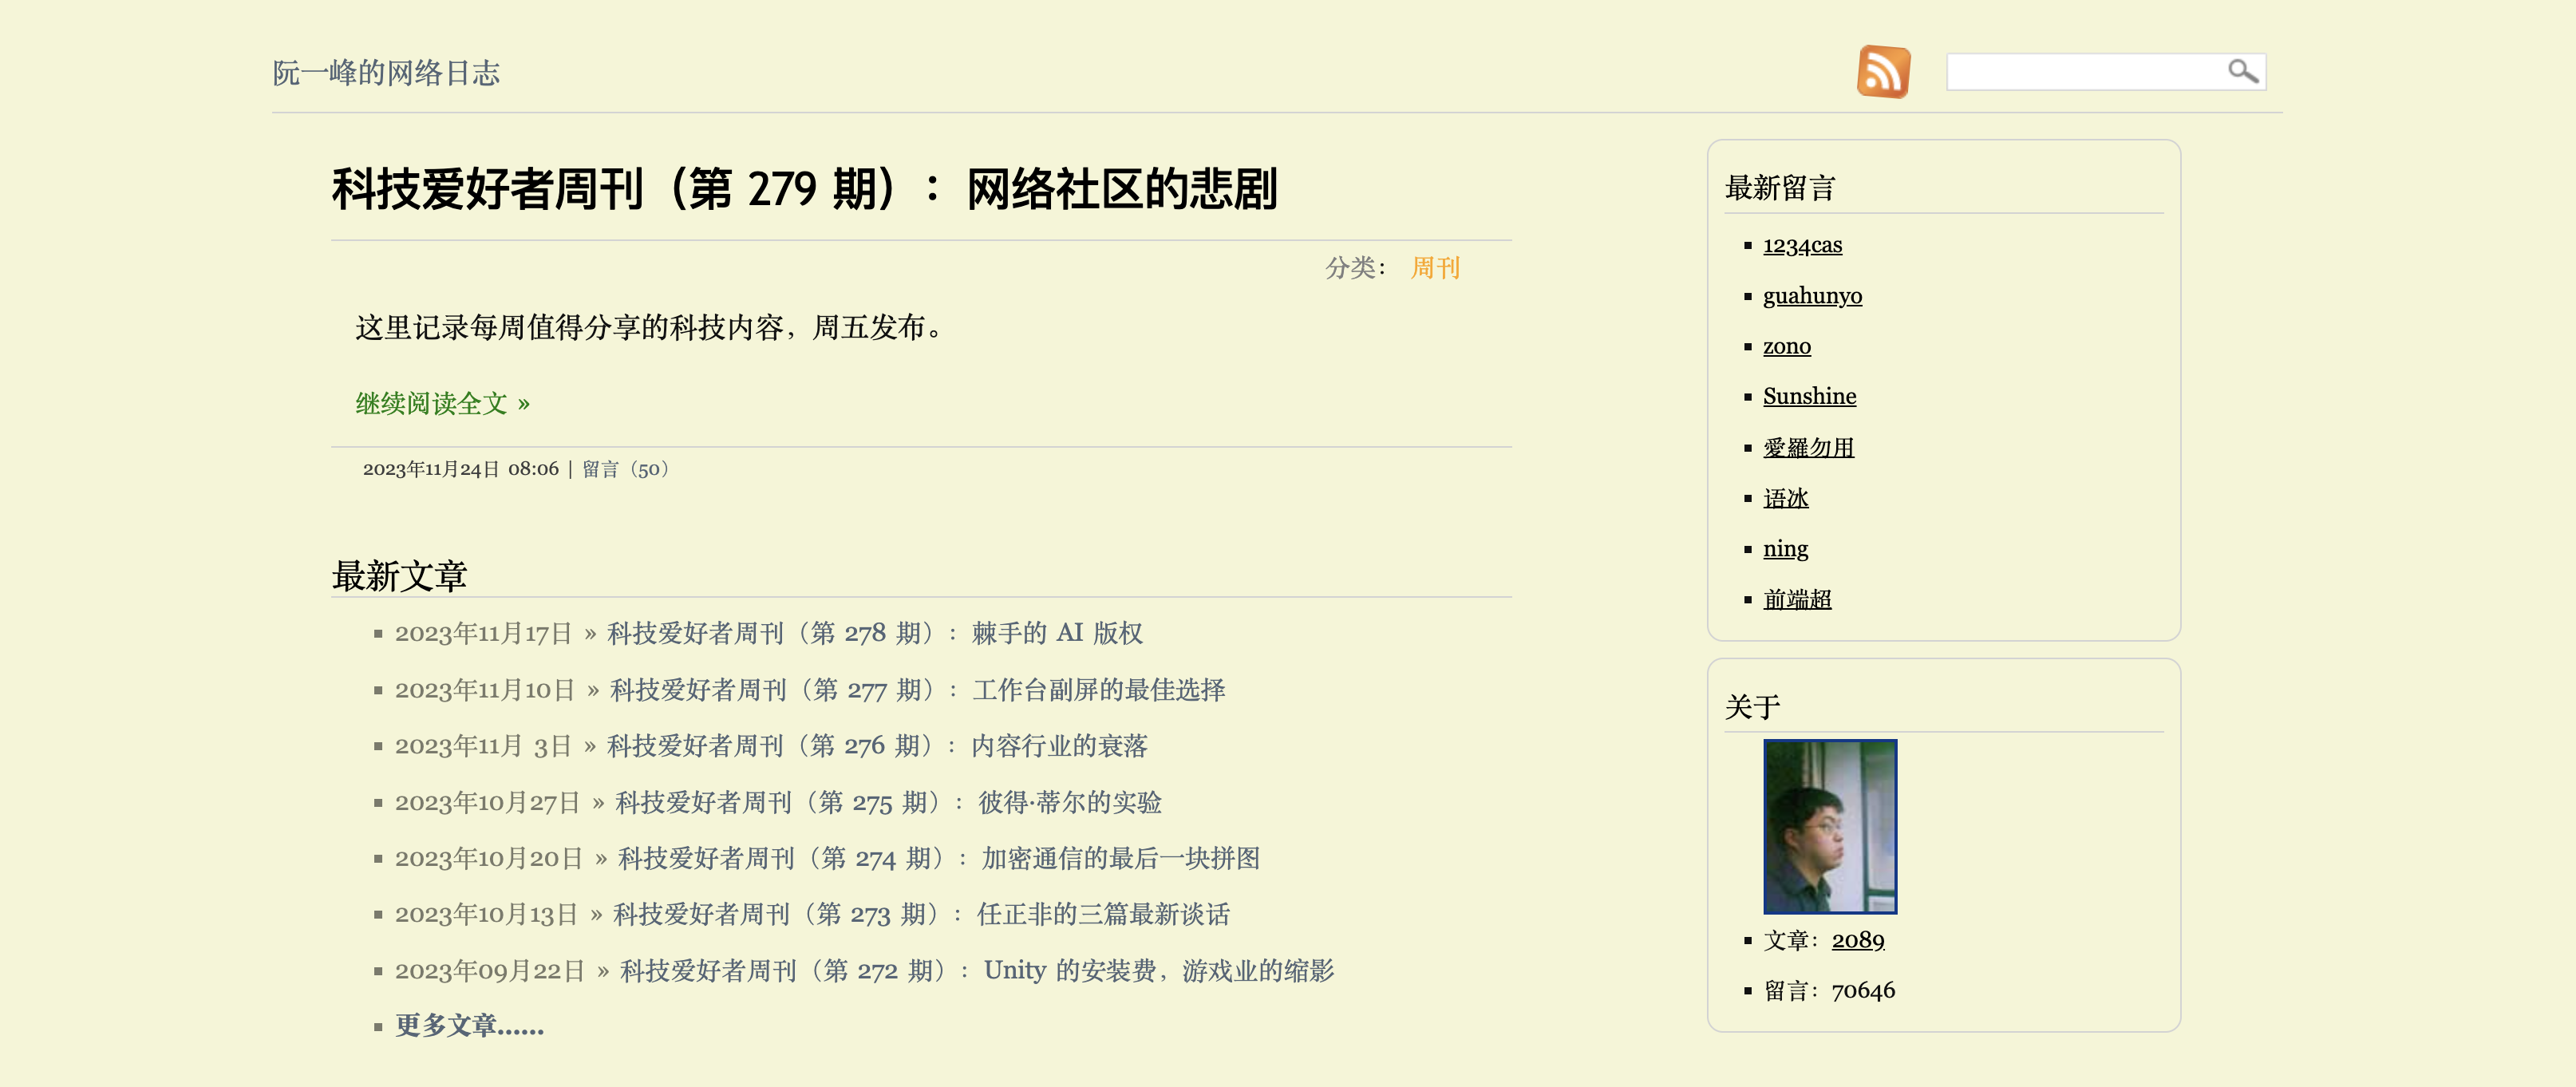 阮一峰的网络日志
科技爱好者周刊（第 279 期）：网络社区的悲剧
分类： 周刊
这里记录每周值得分享的科技内容，周五发布。
继续阅读全文 »
2023年11月24日 08:06 | 留言（50）
最新文章
2023年11月17日 » 科技爱好者周刊（第 278 期）：棘手的 AI 版权
2023年11月10日 » 科技爱好者周刊（第 277 期）：工作台副屏的最佳选择
2023年11月 3日 » 科技爱好者周刊（第 276 期）：内容行业的衰落
2023年10月27日 » 科技爱好者周刊（第 275 期）：彼得·蒂尔的实验
2023年10月20日 » 科技爱好者周刊（第 274 期）：加密通信的最后一块拼图
2023年10月13日 » 科技爱好者周刊（第 273 期）：任正非的三篇最新谈话
2023年09月22日 » 科技爱好者周刊（第 272 期）：Unity 的安装费，游戏业的缩影
更多文章……
最新留言
1234cas
guahunyo
zono
Sunshine
愛羅勿用
语冰
ning
前端超
关于
文章：2089
留言：70646